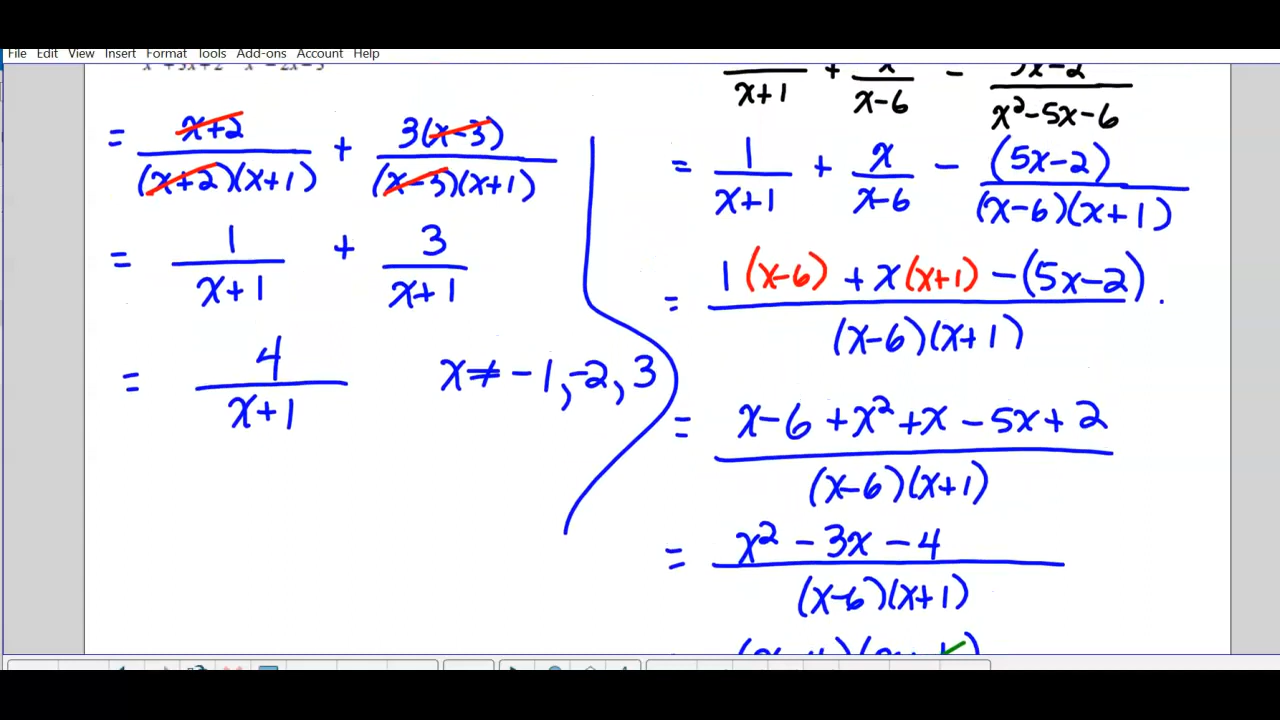 File Edit View Insert Format Tools Add-ons Account Help
= x+2 / (x+2)(x+1) + 3(x-3) / (x-3)(x+1)
= 1 / x+1 + 3 / x+1
= 4 / x+1 x ≠ -1, -2, 3
/ x+1 + x / x-6 - 5x-2 / x²-5x-6
= 1 / x+1 + x / x-6 - (5x-2) / (x-6)(x+1)
= 1(x-6) + x(x+1) - (5x-2) / (x-6)(x+1)
= x-6+x²+x-5x+2 / (x-6)(x+1)
= x²-3x-4 / (x-6)(x+1)